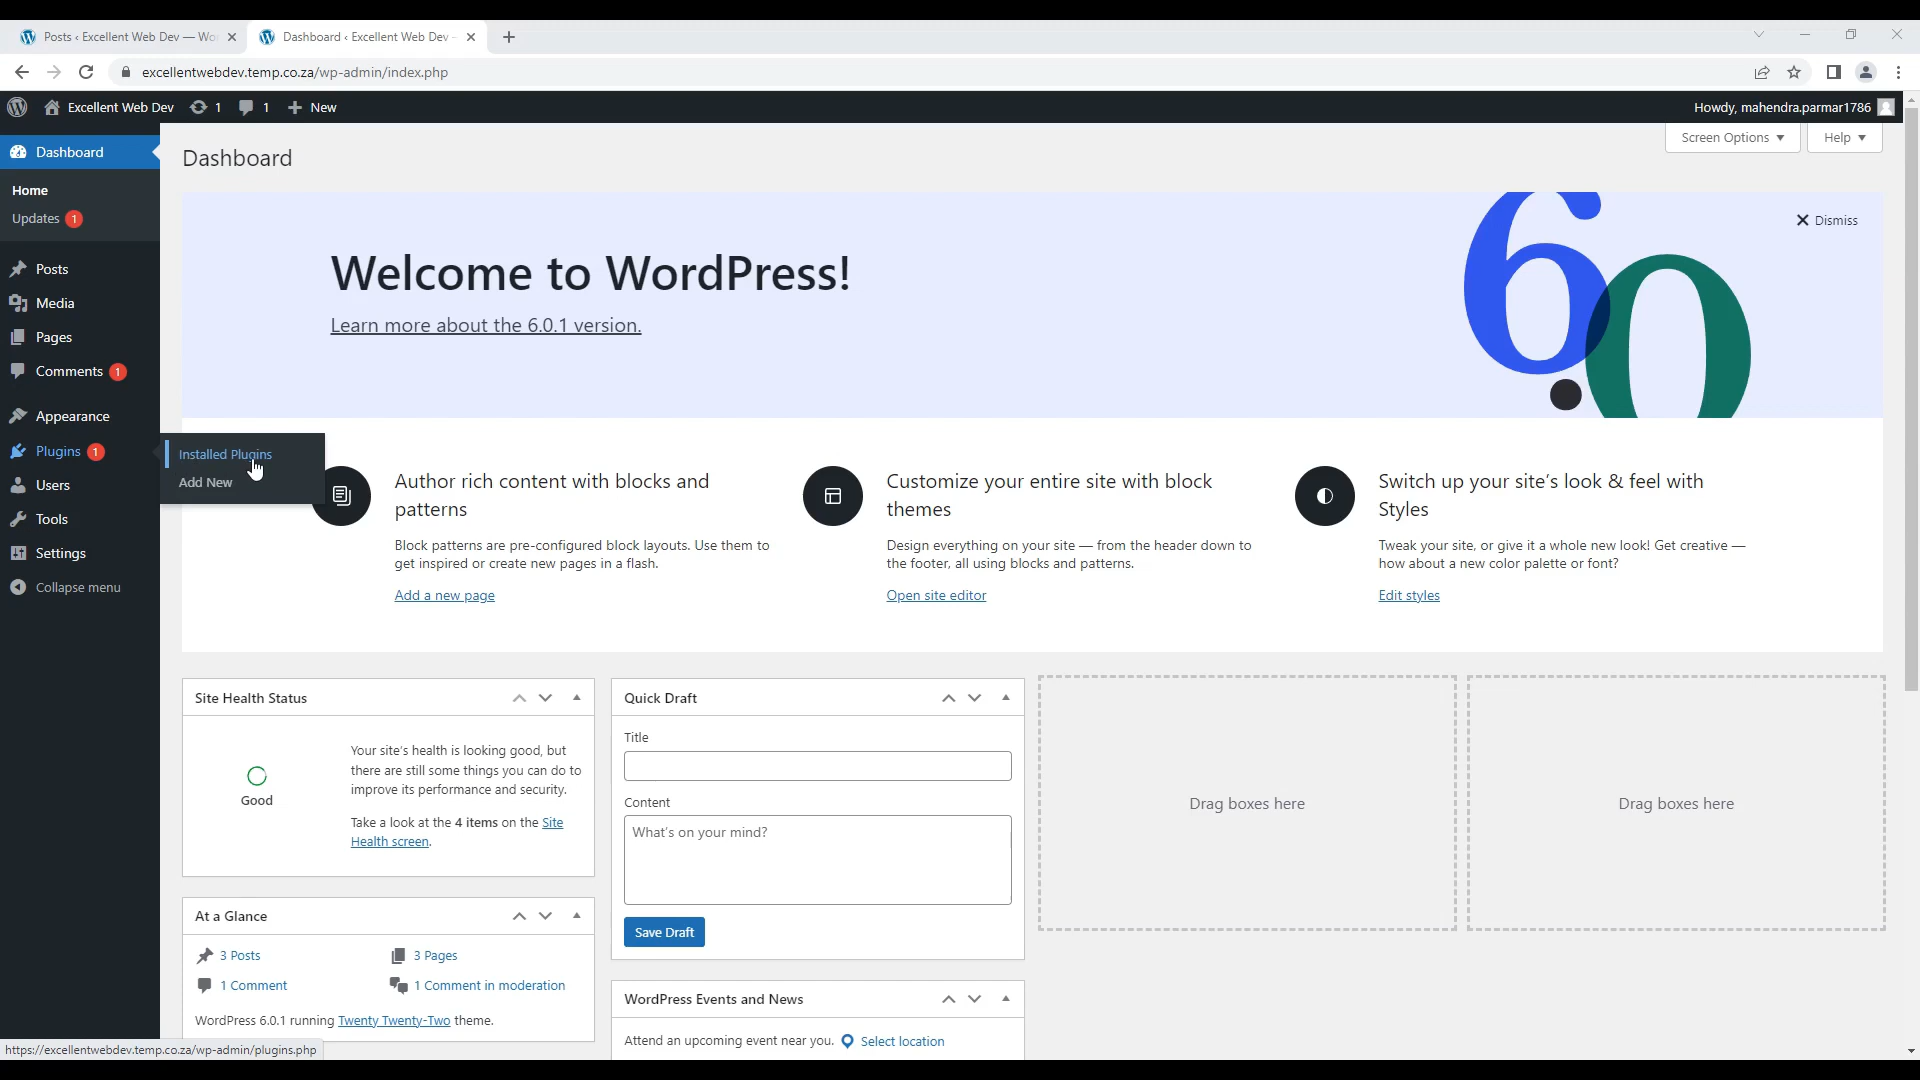 Posts ‹ Excellent Web Dev — Wo
Dashboard ‹ Excellent Web Dev -
excellentwebdev.temp.co.za/wp-admin/index.php
Excellent Web Dev 1 1 New
Howdy, mahendra.parmar1786
Dashboard
Home
Updates 1
Posts
Media
Pages
Comments 1
Appearance
Plugins 1
Users
Tools
Settings
Collapse menu
Installed Plugins
Add New
Screen Options
Help
Dashboard
Dismiss
Welcome to WordPress!
Learn more about the 6.0.1 version.
60
Author rich content with blocks and
patterns
Block patterns are pre-configured block layouts. Use them to
get inspired or create new pages in a flash.
Add a new page
Customize your entire site with block
themes
Design everything on your site — from the header down to
the footer, all using blocks and patterns.
Open site editor
Switch up your site's look & feel with
Styles
Tweak your site, or give it a whole new look! Get creative —
how about a new color palette or font?
Edit styles
Site Health Status
Good
Your site's health is looking good, but
there are still some things you can do to
improve its performance and security.
Take a look at the 4 items on the Site
Health screen.
At a Glance
3 Posts
3 Pages
1 Comment
1 Comment in moderation
WordPress 6.0.1 running Twenty Twenty-Two theme.
Quick Draft
Title
Content
What's on your mind?
Save Draft
WordPress Events and News
Attend an upcoming event near you. Select location
Drag boxes here
Drag boxes here
https://excellentwebdev.temp.co.za/wp-admin/plugins.php